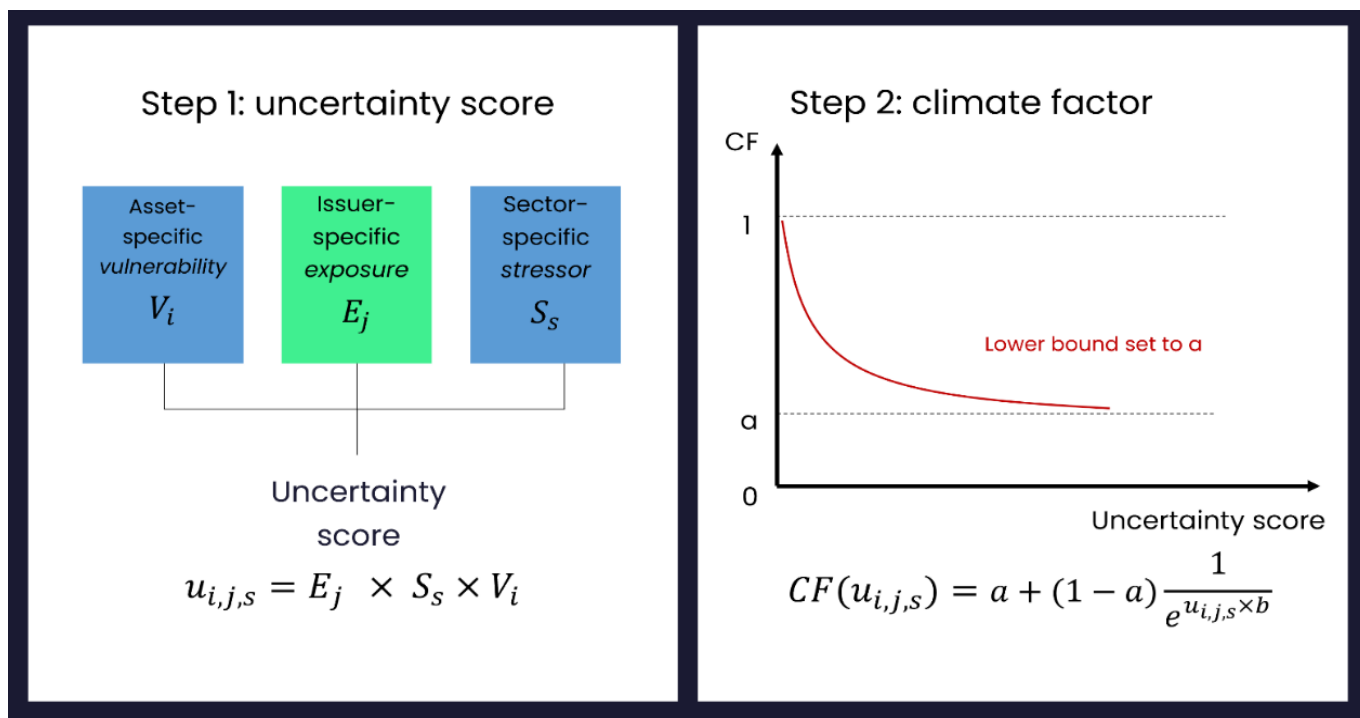 Step 1: uncertainty score
Asset-
specific
vulnerability
V_i
Issuer-
specific
exposure
E_j
Sector-
specific
stressor
S_s
Uncertainty
score
u_{i,j,s} = E_j × S_s × V_i
Step 2: climate factor
CF
1
Lower bound set to a
a
0
Uncertainty score
CF(u_{i,j,s}) = a + (1 − a) \frac{1}{e^{u_{i,j,s}×b}}